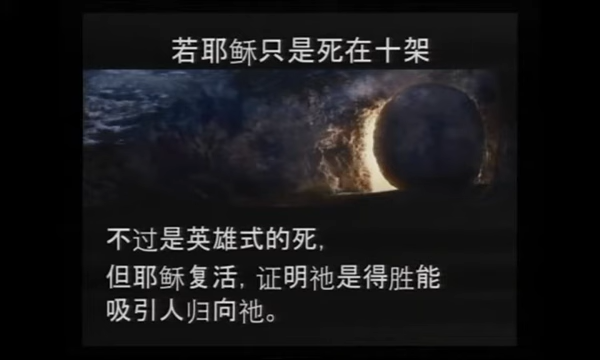 若耶稣只是死在十架
不过是英雄式的死,
但耶稣复活, 证明祂是得胜能
吸引人归向祂。